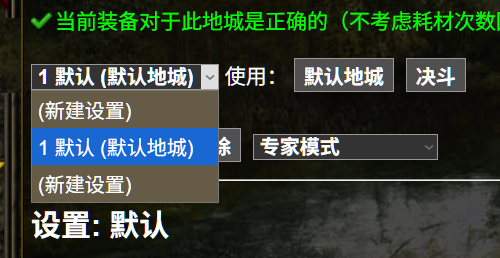 当前装备对于此地城是正确的（不考虑耗材次数
1 默认 (默认地城) 使用： 默认地城 决斗
(新建设置)
1 默认 (默认地城)
除 专家模式
(新建设置)
设置: 默认